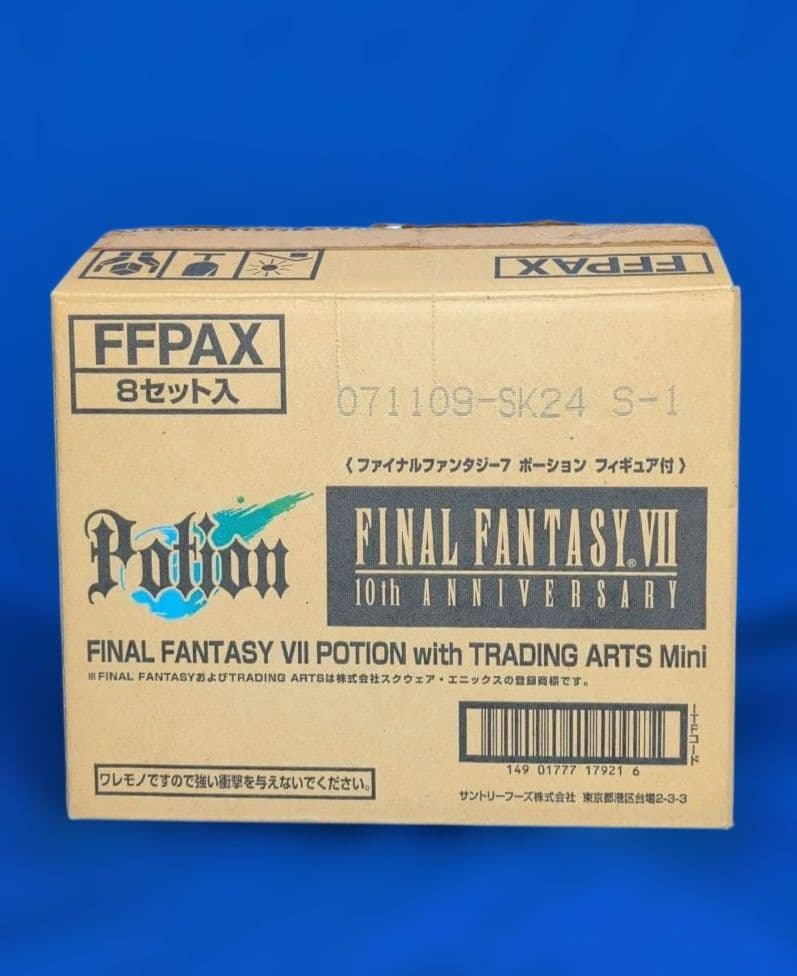 FFPAX
FFPAX
8セット入
071109-SK24 S-1
《ファイナルファンタジー7 ポーション フィギュア付》
Potion
FINAL FANTASY® VII
10th ANNIVERSARY
FINAL FANTASY VII POTION with TRADING ARTS Mini
※FINAL FANTASYおよびTRADING ARTSは株式会社スクウェア・エニックスの登録商標です。
ITFコード
149 01777 17921 6
ワレモノですので強い衝撃を与えないでください。
サントリーフーズ株式会社 東京都港区台場2-3-3